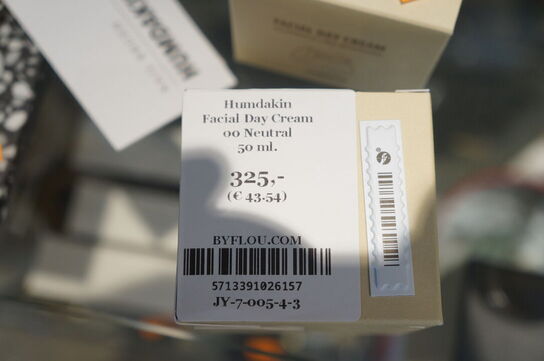 HUMDAKIN
FACIAL DAY CREAM
Humdakin
Facial Day Cream
00 Neutral
50 ml.
325,-
(€ 43.54)
BYFLOU.COM
5713391026157
JY-7-005-4-3